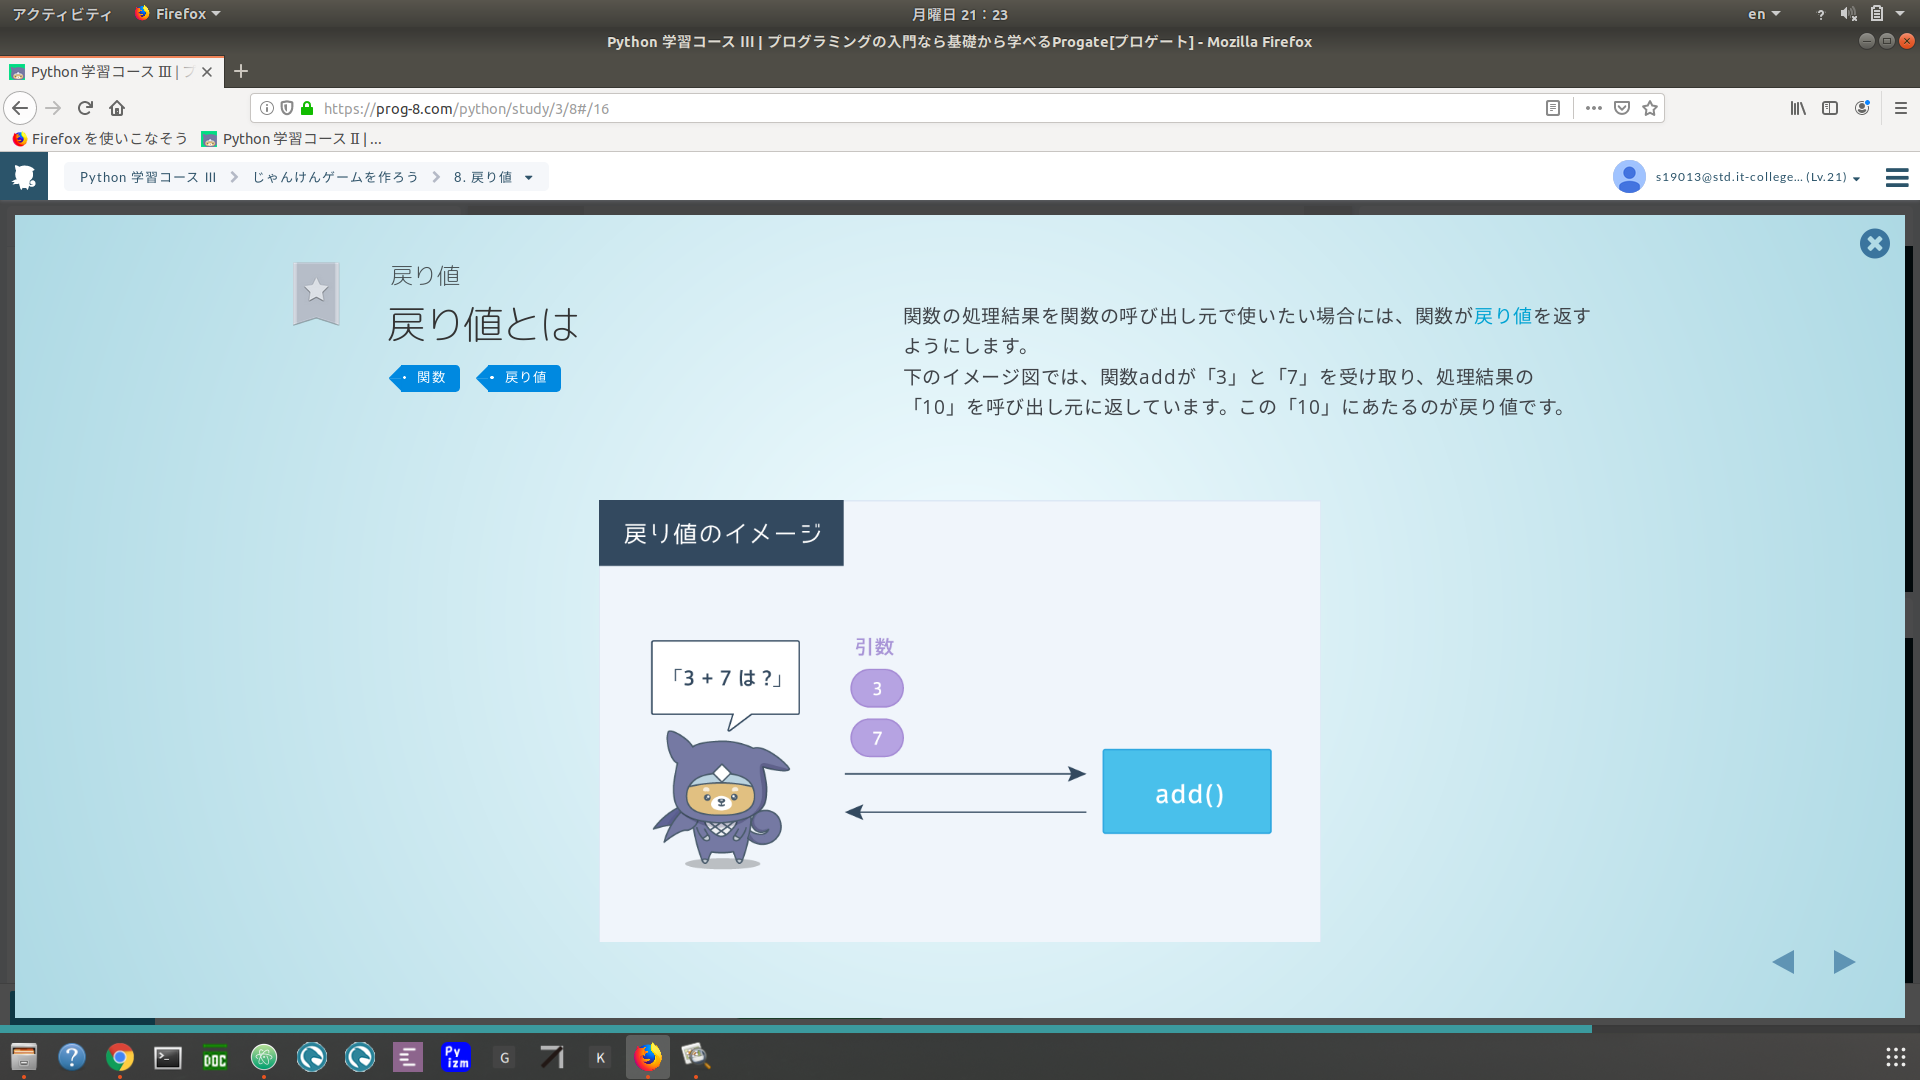 アクティビティ
Firefox
月曜日 21：23
en
Python 学習コース III | プログラミングの入門なら基礎から学べるProgate[プロゲート] - Mozilla Firefox
Python 学習コース Ⅲ |
https://prog-8.com/python/study/3/8#/16
Firefox を使いこなそう
Python 学習コース Ⅱ | ...
Python 学習コース III
じゃんけんゲームを作ろう
8. 戻り値
s19013@std.it-college... (Lv.21)
戻り値
戻り値とは
関数
戻り値
関数の処理結果を関数の呼び出し元で使いたい場合には、関数が戻り値を返す
ようにします。
下のイメージ図では、関数addが「3」と「7」を受け取り、処理結果の
「10」を呼び出し元に返しています。この「10」にあたるのが戻り値です。
戻り値のイメージ
「3 + 7 は ?」
引数
3
7
add()
DOC
Py
izm
G
K